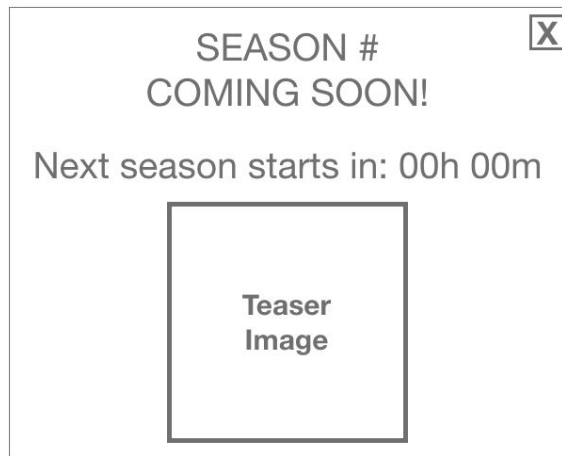 SEASON #
X
COMING SOON!
Next season starts in: 00h 00m
Teaser
Image